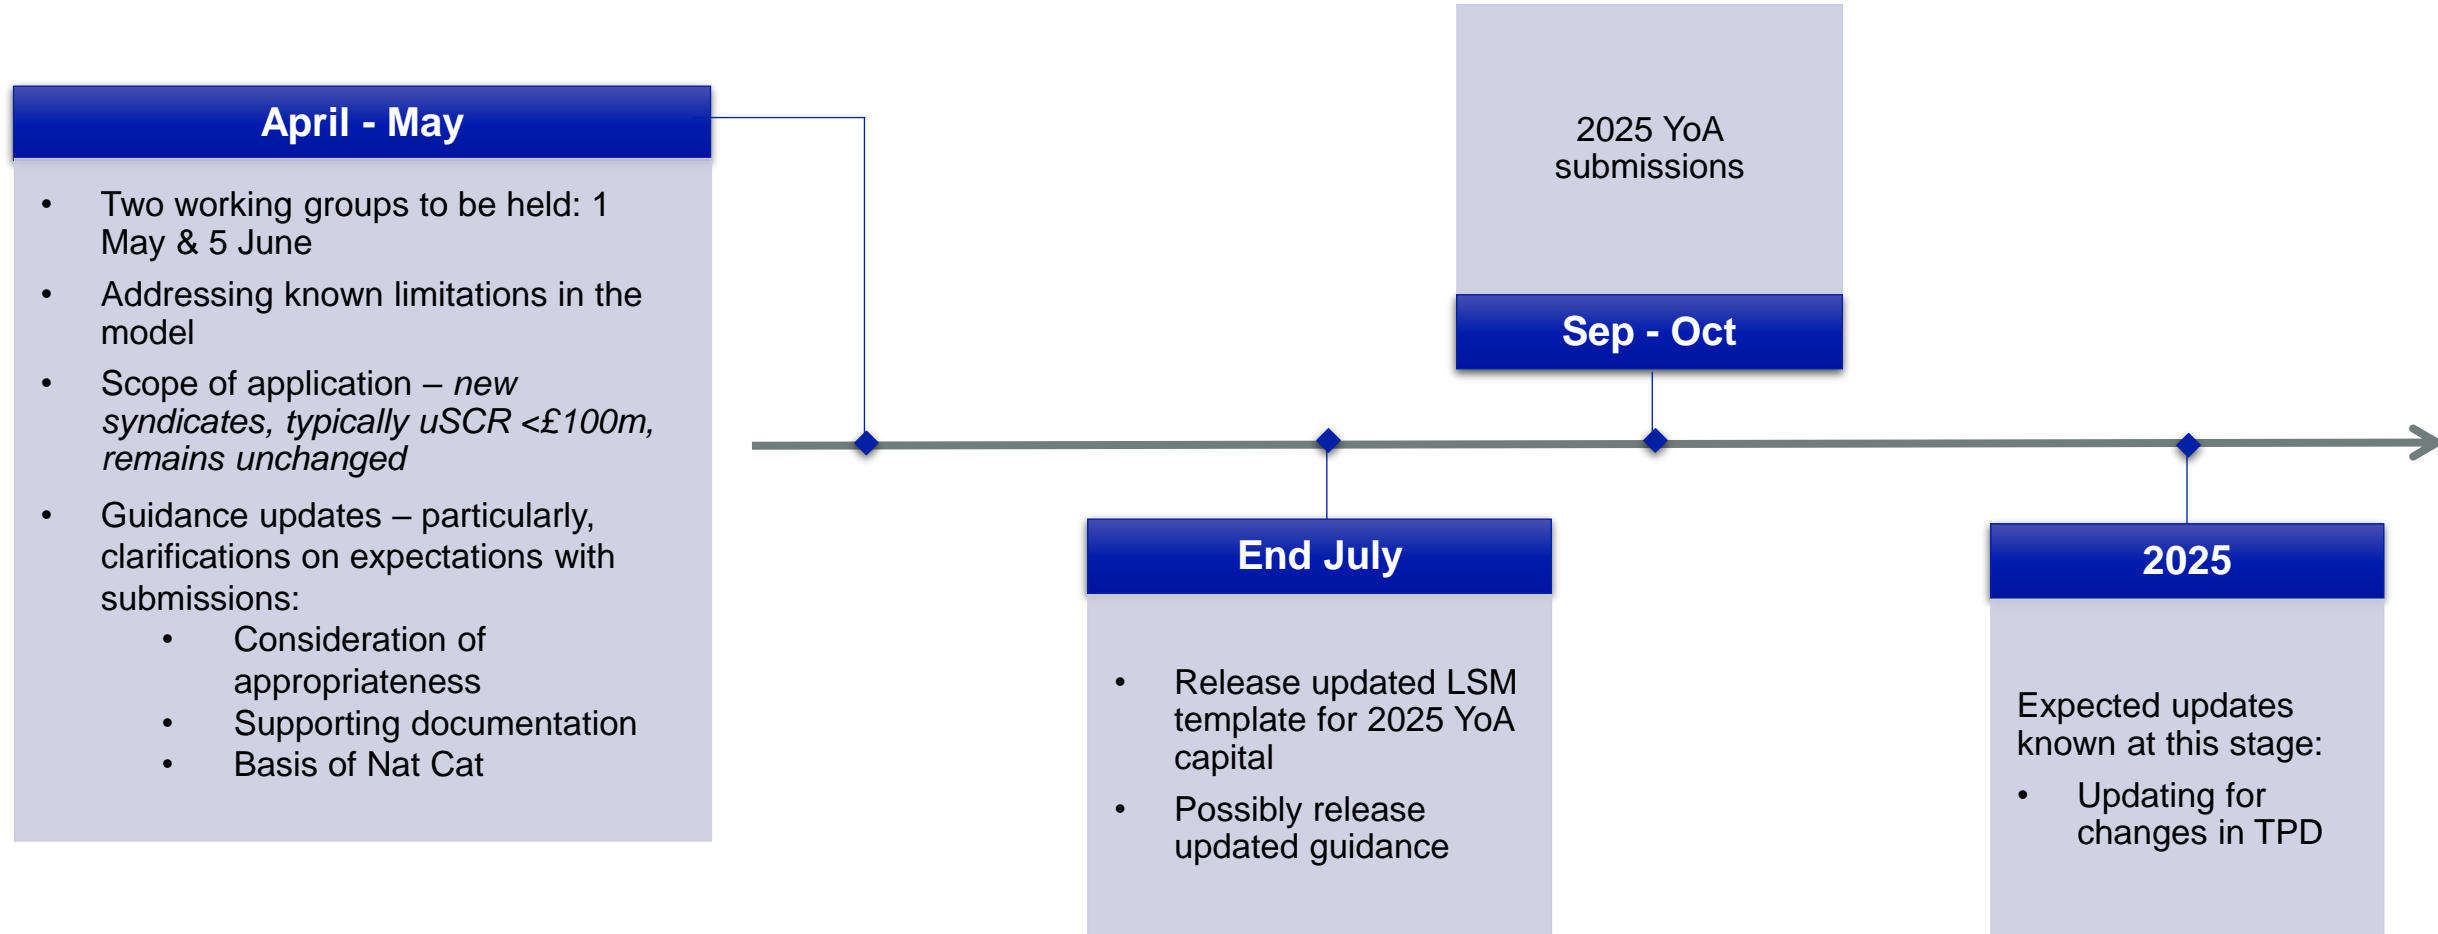 April - May
• Two working groups to be held: 1
May & 5 June
• Addressing known limitations in the
model
• Scope of application – new
syndicates, typically uSCR <£100m,
remains unchanged
• Guidance updates – particularly,
clarifications on expectations with
submissions:
• Consideration of
appropriateness
• Supporting documentation
• Basis of Nat Cat
End July
• Release updated LSM
template for 2025 YoA
capital
• Possibly release
updated guidance
2025 YoA
submissions
Sep - Oct
2025
Expected updates
known at this stage:
• Updating for
changes in TPD